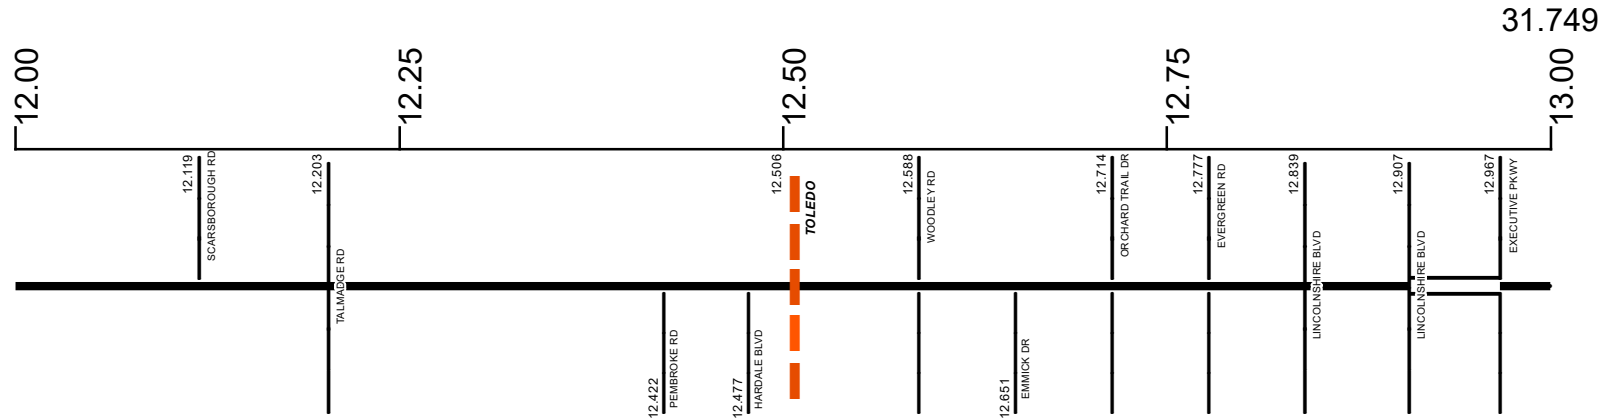 31.749
12.00
12.25
12.50
12.75
13.00
12.119
SCARSBOROUGH RD
12.203
TALMADGE RD
12.506
TOLEDO
12.588
WOODLEY RD
12.714
ORCHARD TRAIL DR
12.777
EVERGREEN RD
12.839
LINCOLNSHIRE BLVD
12.907
LINCOLNSHIRE BLVD
12.967
EXECUTIVE PKWY
12.422
PEMBROKE RD
12.477
HARDALE BLVD
12.651
EMMICK DR